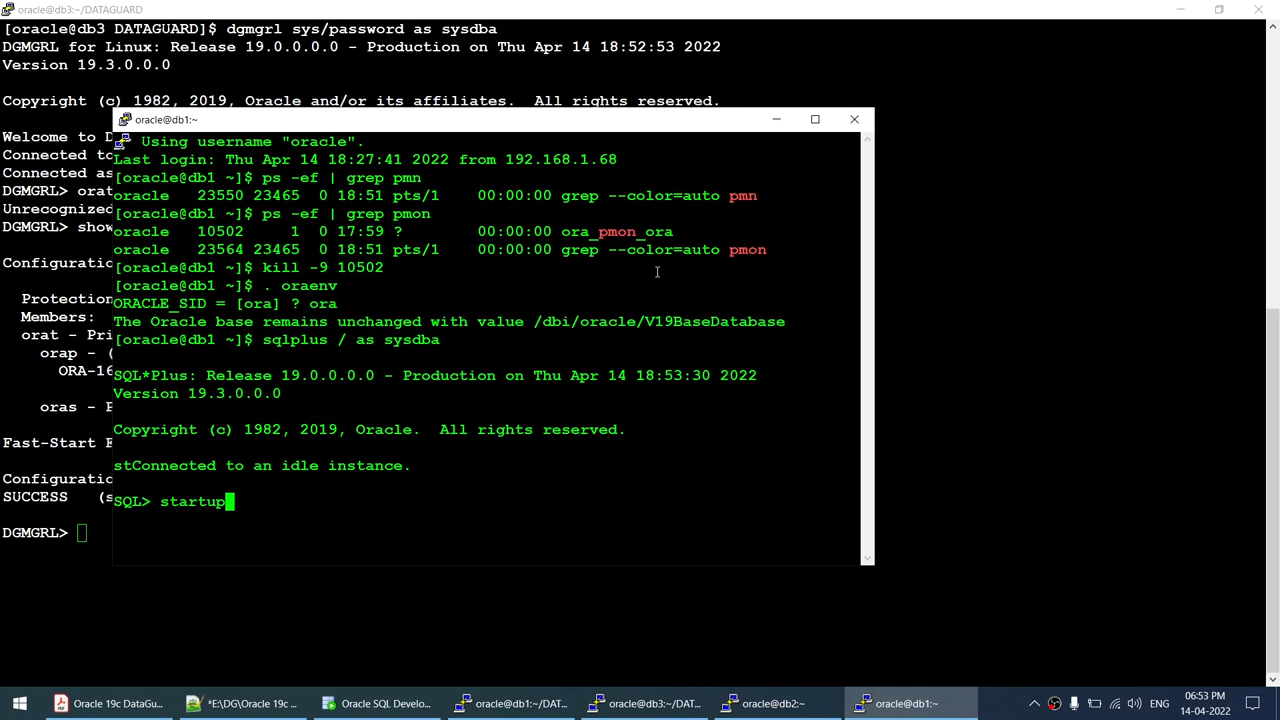 oracle@db3:~/DATAGUARD
[oracle@db3 DATAGUARD]$ dgmgrl sys/password as sysdba
DGMGRL for Linux: Release 19.0.0.0.0 - Production on Thu Apr 14 18:52:53 2022
Version 19.3.0.0.0
Copyright (c) 1982, 2019, Oracle and/or its affiliates.  All rights reserved.
Welcome to D
Connected to
Connected as
DGMGRL> orat
Unrecognized
DGMGRL> show
Configuratio
Protection
Members:
orat - Pri
orap - (
ORA-16
oras - P
Fast-Start F
Configuratio
SUCCESS   (s
DGMGRL>
oracle@db1:~
Using username "oracle".
Last login: Thu Apr 14 18:27:41 2022 from 192.168.1.68
[oracle@db1 ~]$ ps -ef | grep pmn
oracle   23550 23465  0 18:51 pts/1    00:00:00 grep --color=auto pmn
[oracle@db1 ~]$ ps -ef | grep pmon
oracle   10502     1  0 17:59 ?        00:00:00 ora_pmon_ora
oracle   23564 23465  0 18:51 pts/1    00:00:00 grep --color=auto pmon
[oracle@db1 ~]$ kill -9 10502
[oracle@db1 ~]$ . oraenv
ORACLE_SID = [ora] ? ora
The Oracle base remains unchanged with value /dbi/oracle/V19BaseDatabase
[oracle@db1 ~]$ sqlplus / as sysdba
SQL*Plus: Release 19.0.0.0.0 - Production on Thu Apr 14 18:53:30 2022
Version 19.3.0.0.0
Copyright (c) 1982, 2019, Oracle.  All rights reserved.
stConnected to an idle instance.
SQL> startup
Oracle 19c DataGu...
*E\DG\Oracle 19c ...
Oracle SQL Develo...
oracle@db1:~/DAT...
oracle@db3:~/DAT...
oracle@db2:~
oracle@db1:~
ENG
06:53 PM
14-04-2022